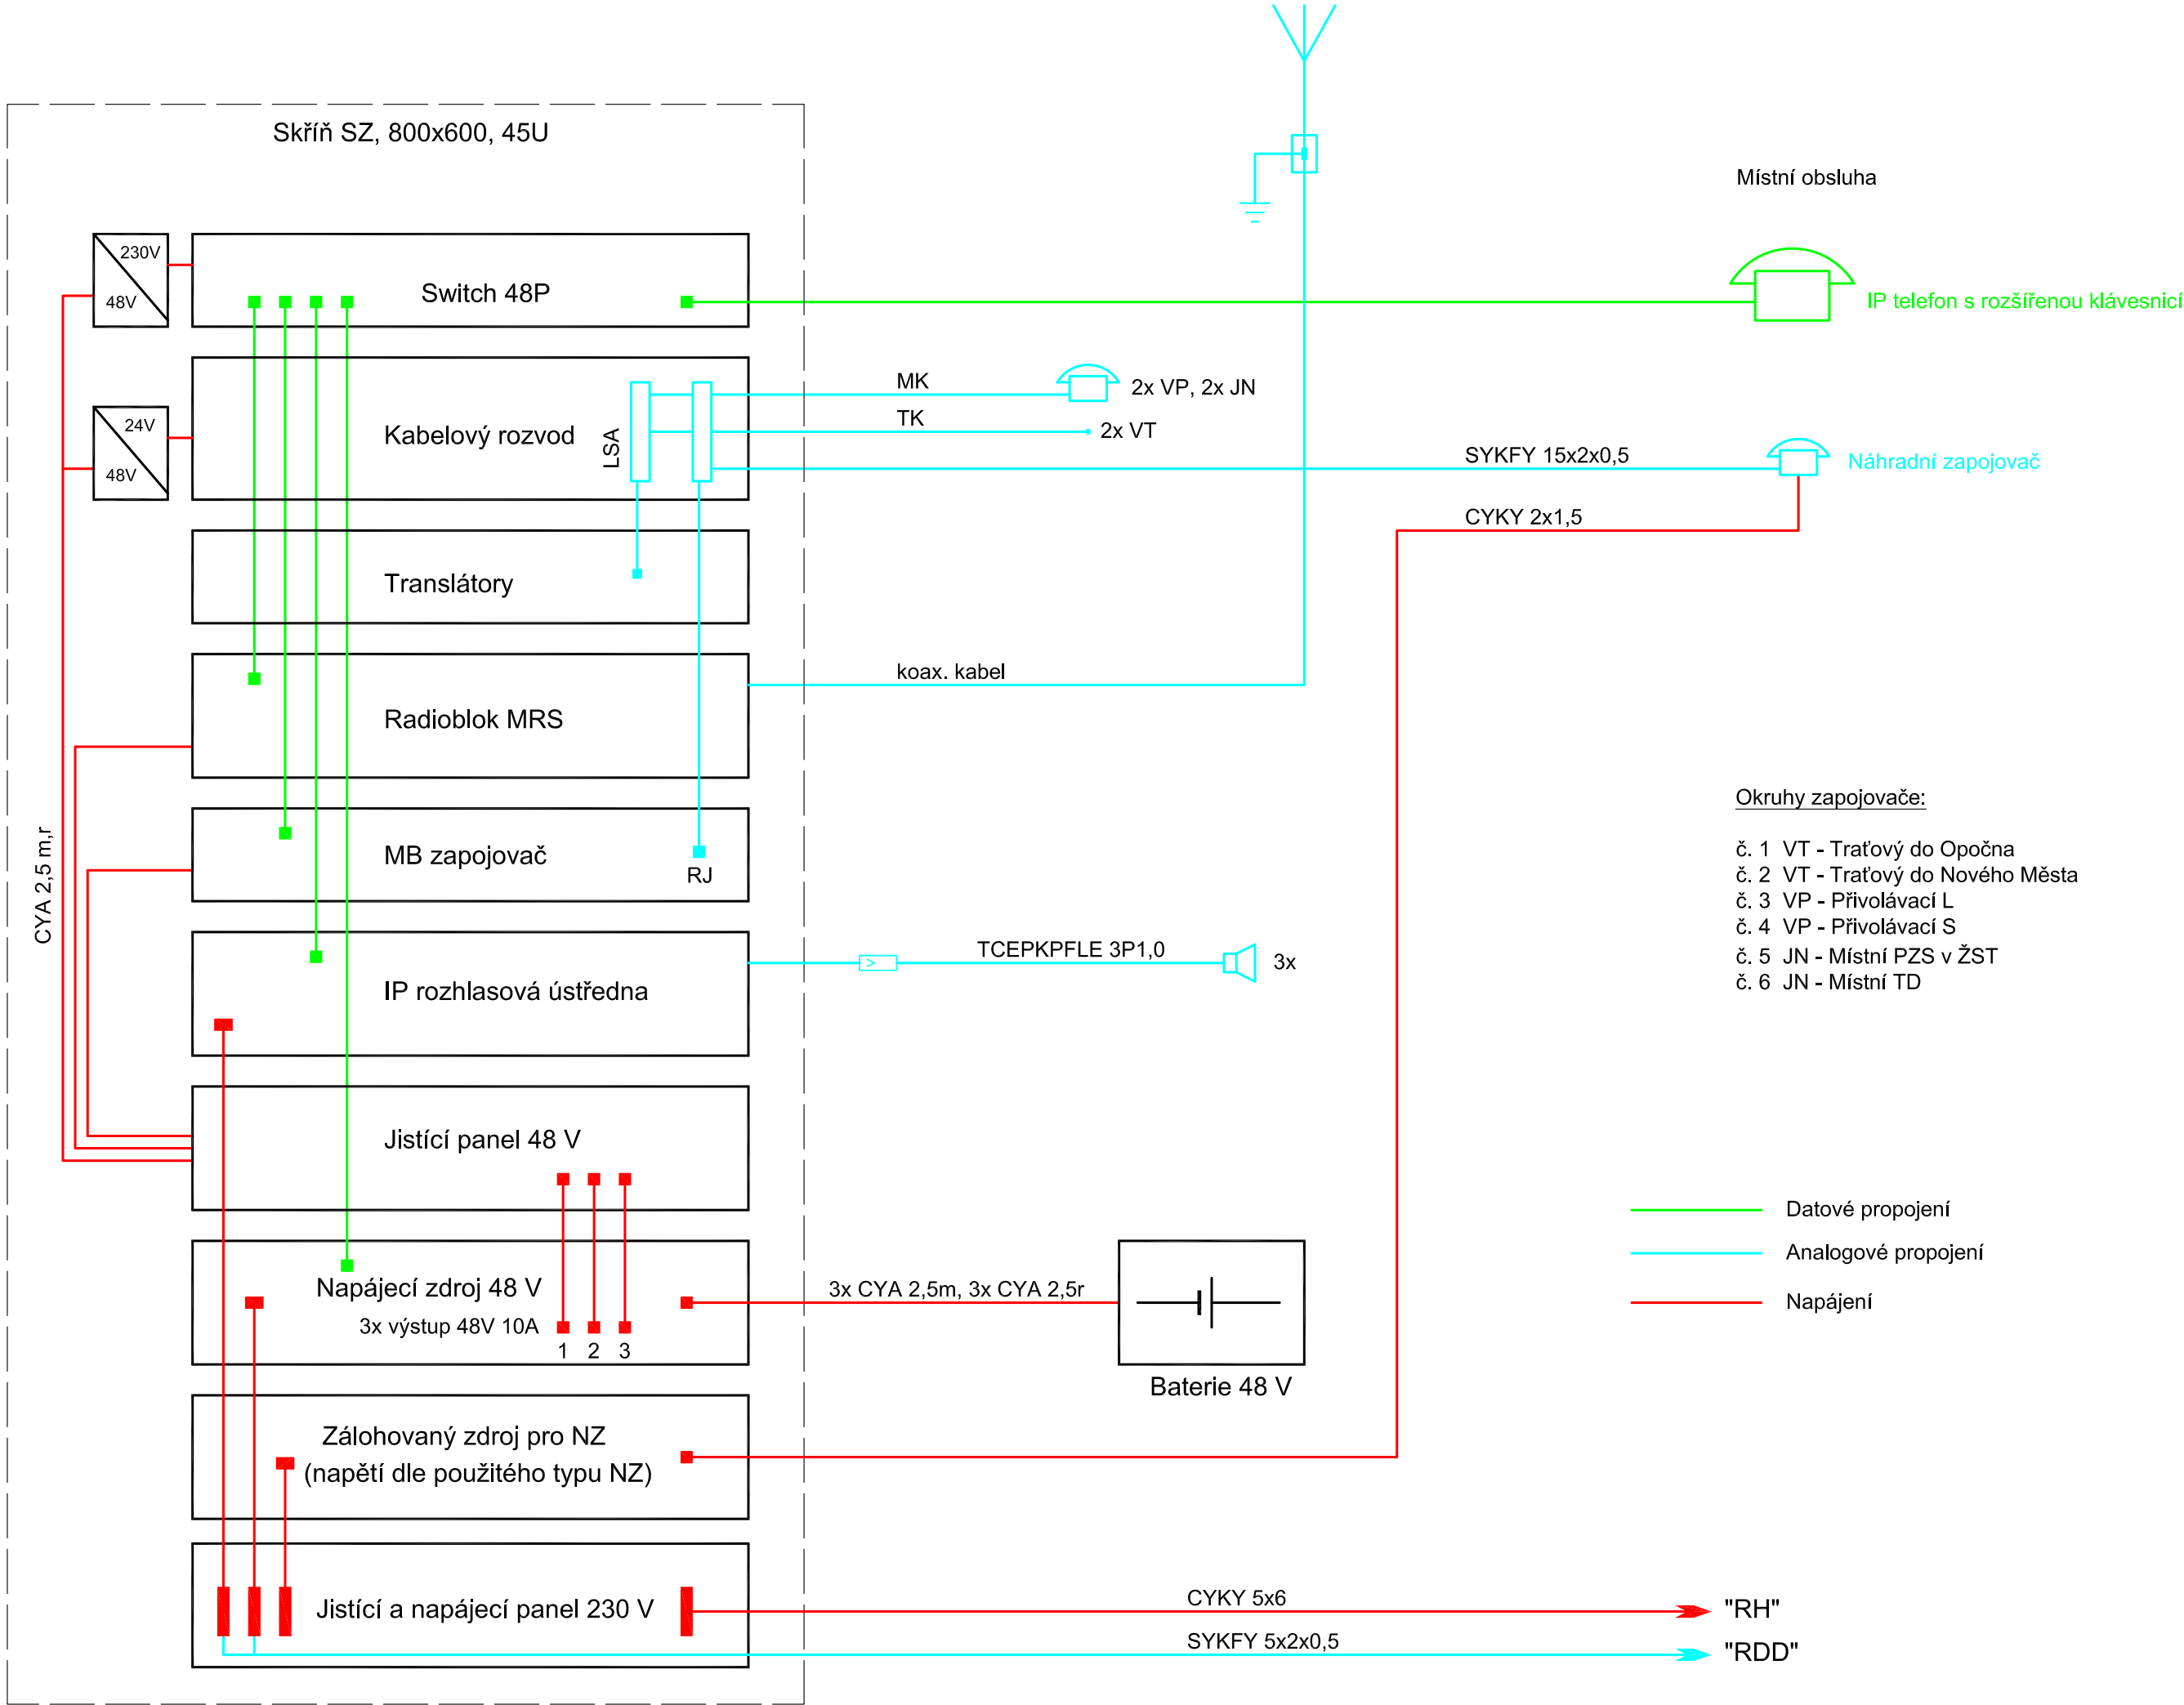 Skříň SZ, 800x600, 45U
Místní obsluha
230V
48V
Switch 48P
IP telefon s rozšířenou klávesnicí
MK
2x VP, 2x JN
TK
2x VT
24V
48V
Kabelový rozvod
LSA
SYKFY 15x2x0,5
Náhradní zapojovač
CYKY 2x1,5
Translátory
koax. kabel
Radioblok MRS
Okruhy zapojovače:
č. 1 VT - Traťový do Opočna
č. 2 VT - Traťový do Nového Města
č. 3 VP - Přivolávací L
č. 4 VP - Přivolávací S
č. 5 JN - Místní PZS v ŽST
č. 6 JN - Místní TD
CYA 2,5 m,r
MB zapojovač
RJ
TCEPKPFLE 3P1,0
3x
IP rozhlasová ústředna
Jistící panel 48 V
Datové propojení
Analogové propojení
Napájení
Napájecí zdroj 48 V
3x výstup 48V 10A
1 2 3
3x CYA 2,5m, 3x CYA 2,5r
Baterie 48 V
Zálohovaný zdroj pro NZ
(napětí dle použitého typu NZ)
Jistící a napájecí panel 230 V
CYKY 5x6
"RH"
SYKFY 5x2x0,5
"RDD"